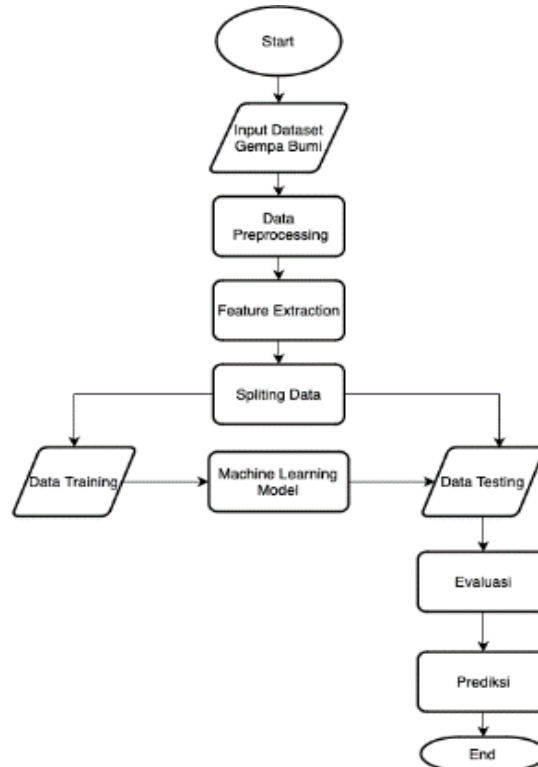 Start
Input Dataset
Gempa Bumi
Data
Preprocessing
Feature Extraction
Spliting Data
Data Training
Machine Learning
Model
Data Testing
Evaluasi
Prediksi
End